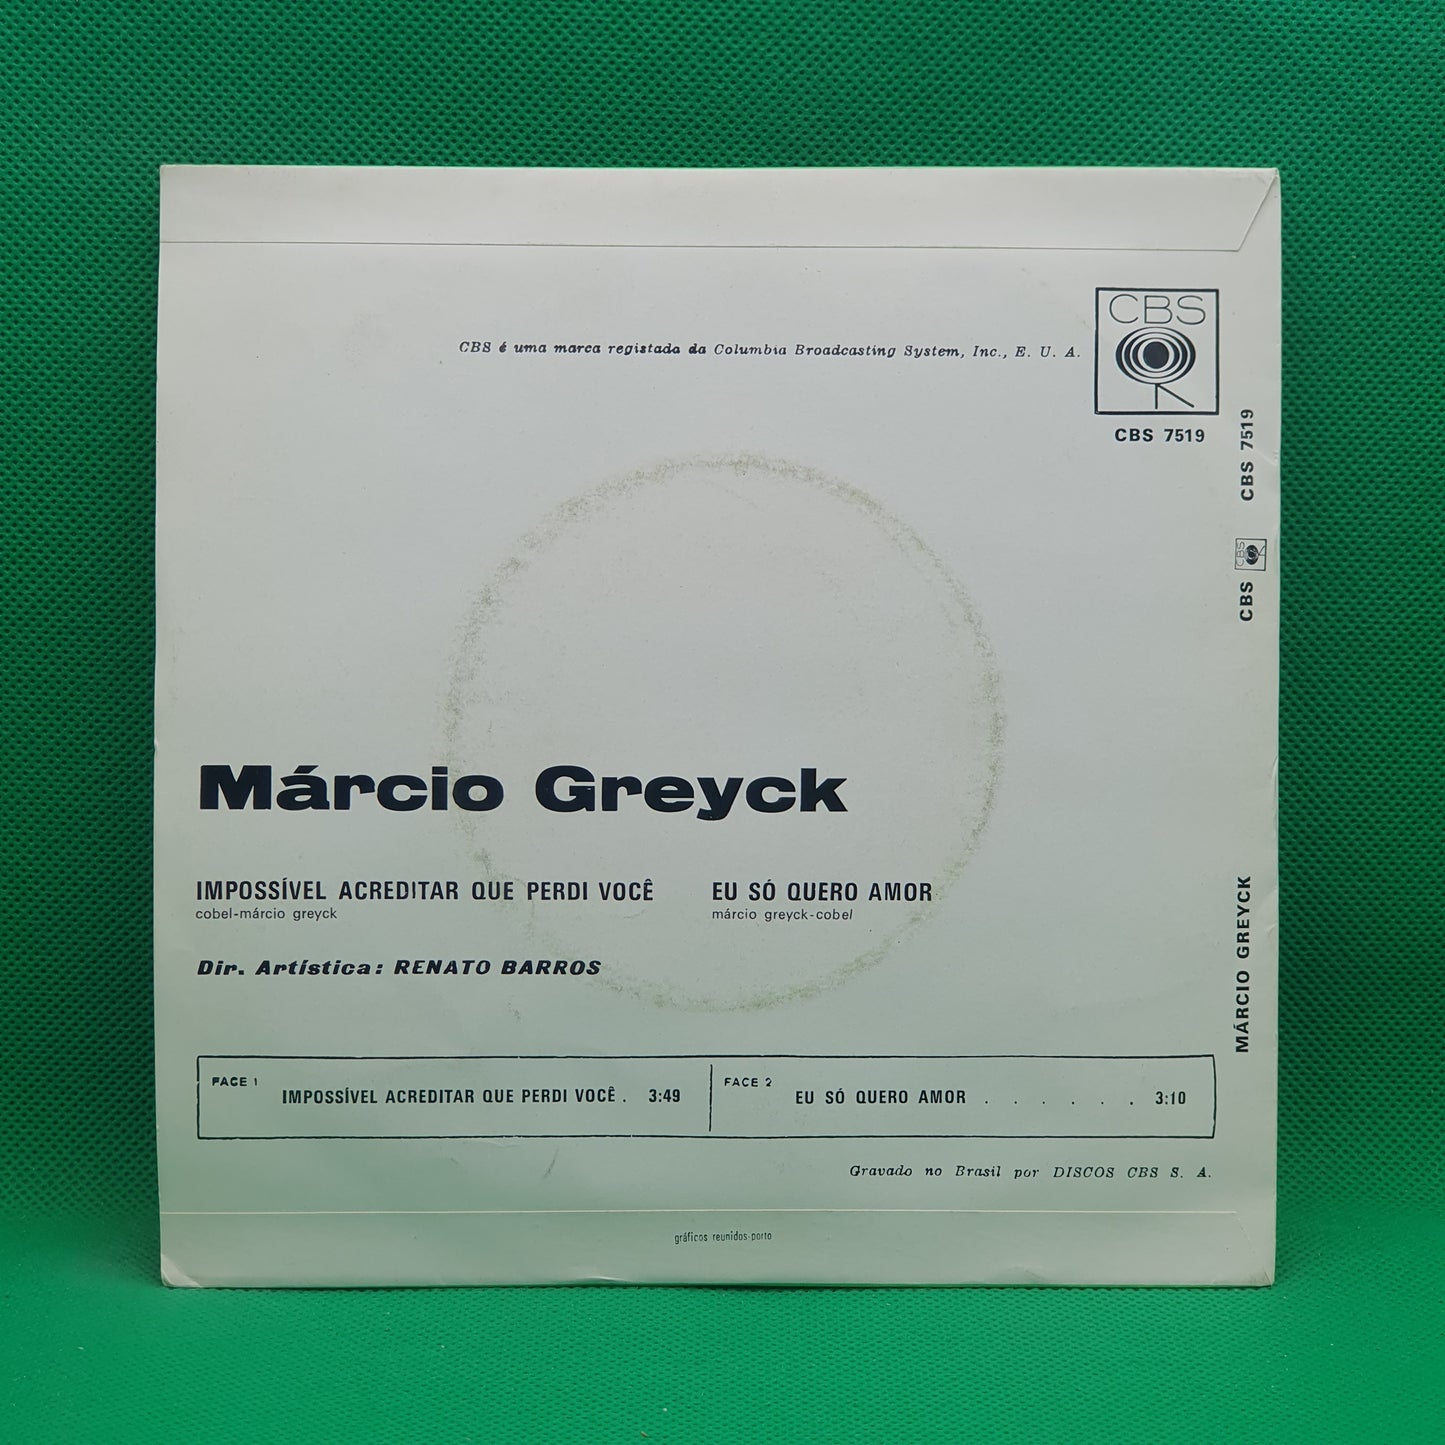 CBS
CBS é uma marca registada da Columbia Broadcasting System, Inc., E. U. A.
CBS 7519
CBS 7519
CBS
CBS
MÁRCIO GREYCK
Márcio Greyck
IMPOSSÍVEL ACREDITAR QUE PERDI VOCÊ
cobel-márcio greyck
EU SÓ QUERO AMOR
márcio greyck-cobel
Dir. Artística: RENATO BARROS
FACE 1
IMPOSSÍVEL ACREDITAR QUE PERDI VOCÊ . 3:49
FACE 2
EU SÓ QUERO AMOR . . . . . . 3:10
Gravado no Brasil por DISCOS CBS S. A.
gráficos reunidos-porto